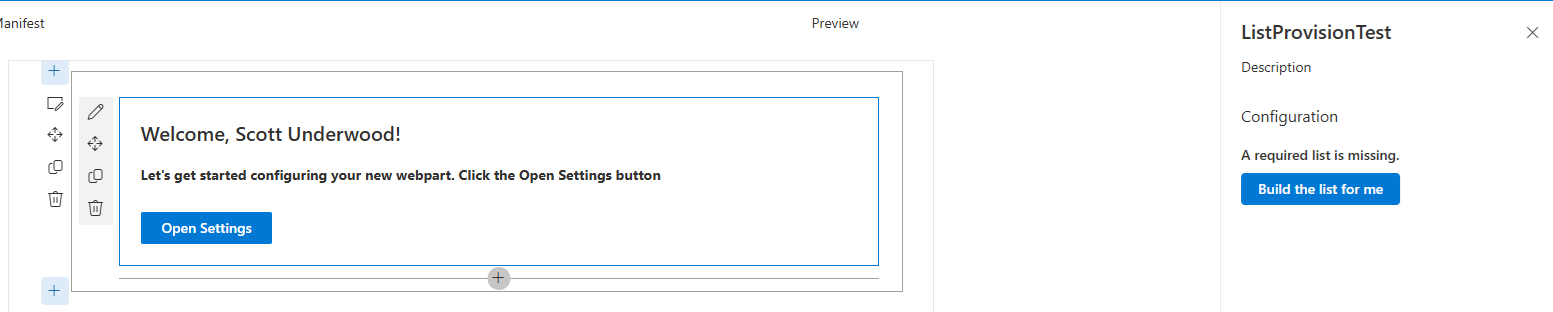 anifest
Preview
Welcome, Scott Underwood!
Let's get started configuring your new webpart. Click the Open Settings button
Open Settings
ListProvisionTest
Description
Configuration
A required list is missing.
Build the list for me